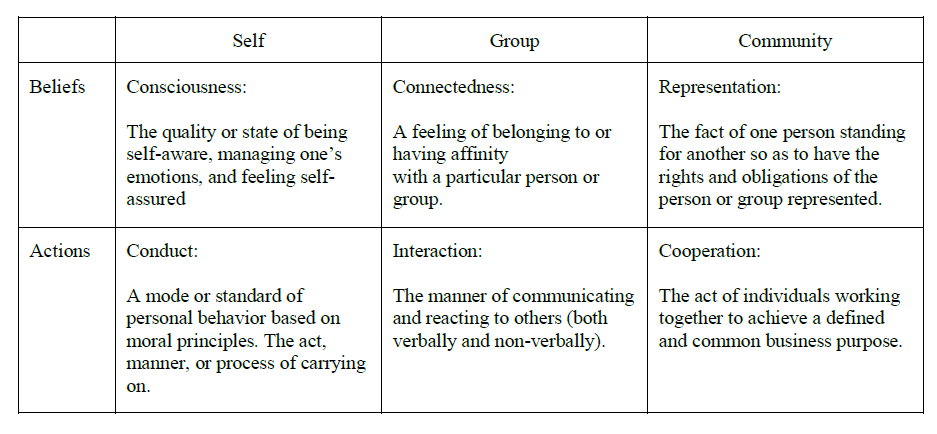 Self
Group
Community
Beliefs
Consciousness:
The quality or state of being
self-aware, managing one’s
emotions, and feeling self-
assured
Connectedness:
A feeling of belonging to or
having affinity
with a particular person or
group.
Representation:
The fact of one person standing
for another so as to have the
rights and obligations of the
person or group represented.
Actions
Conduct:
A mode or standard of
personal behavior based on
moral principles. The act,
manner, or process of carrying
on.
Interaction:
The manner of communicating
and reacting to others (both
verbally and non-verbally).
Cooperation:
The act of individuals working
together to achieve a defined
and common business purpose.